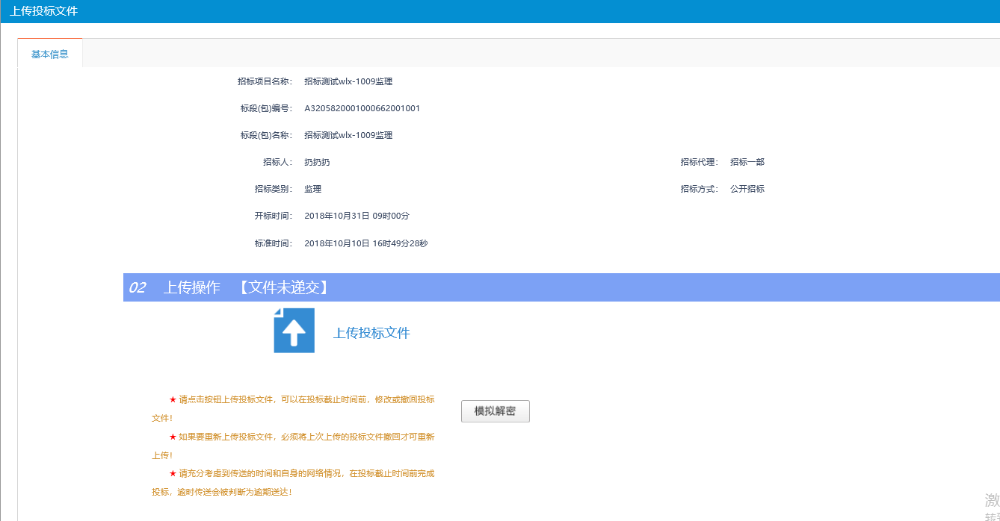 上传投标文件
基本信息
招标项目名称： 招标测试wlx-1009监理
标段(包)编号： A3205820001000662001001
标段(包)名称： 招标测试wlx-1009监理
招标人： 扔扔扔 招标代理： 招标一部
招标类别： 监理 招标方式： 公开招标
开标时间： 2018年10月31日 09时00分
标准时间： 2018年10月10日 16时49分28秒
02 上传操作 【文件未递交】
上传投标文件
★ 请点击按钮上传投标文件，可以在投标截止时间前，修改或撤回投标
文件！
模拟解密
★ 如果要重新上传投标文件，必须将上次上传的投标文件撤回才可重新
上传！
★ 请充分考虑到传送的时间和自身的网络情况，在投标截止时间前完成
投标，逾时传送会被判断为逾期送达！
激